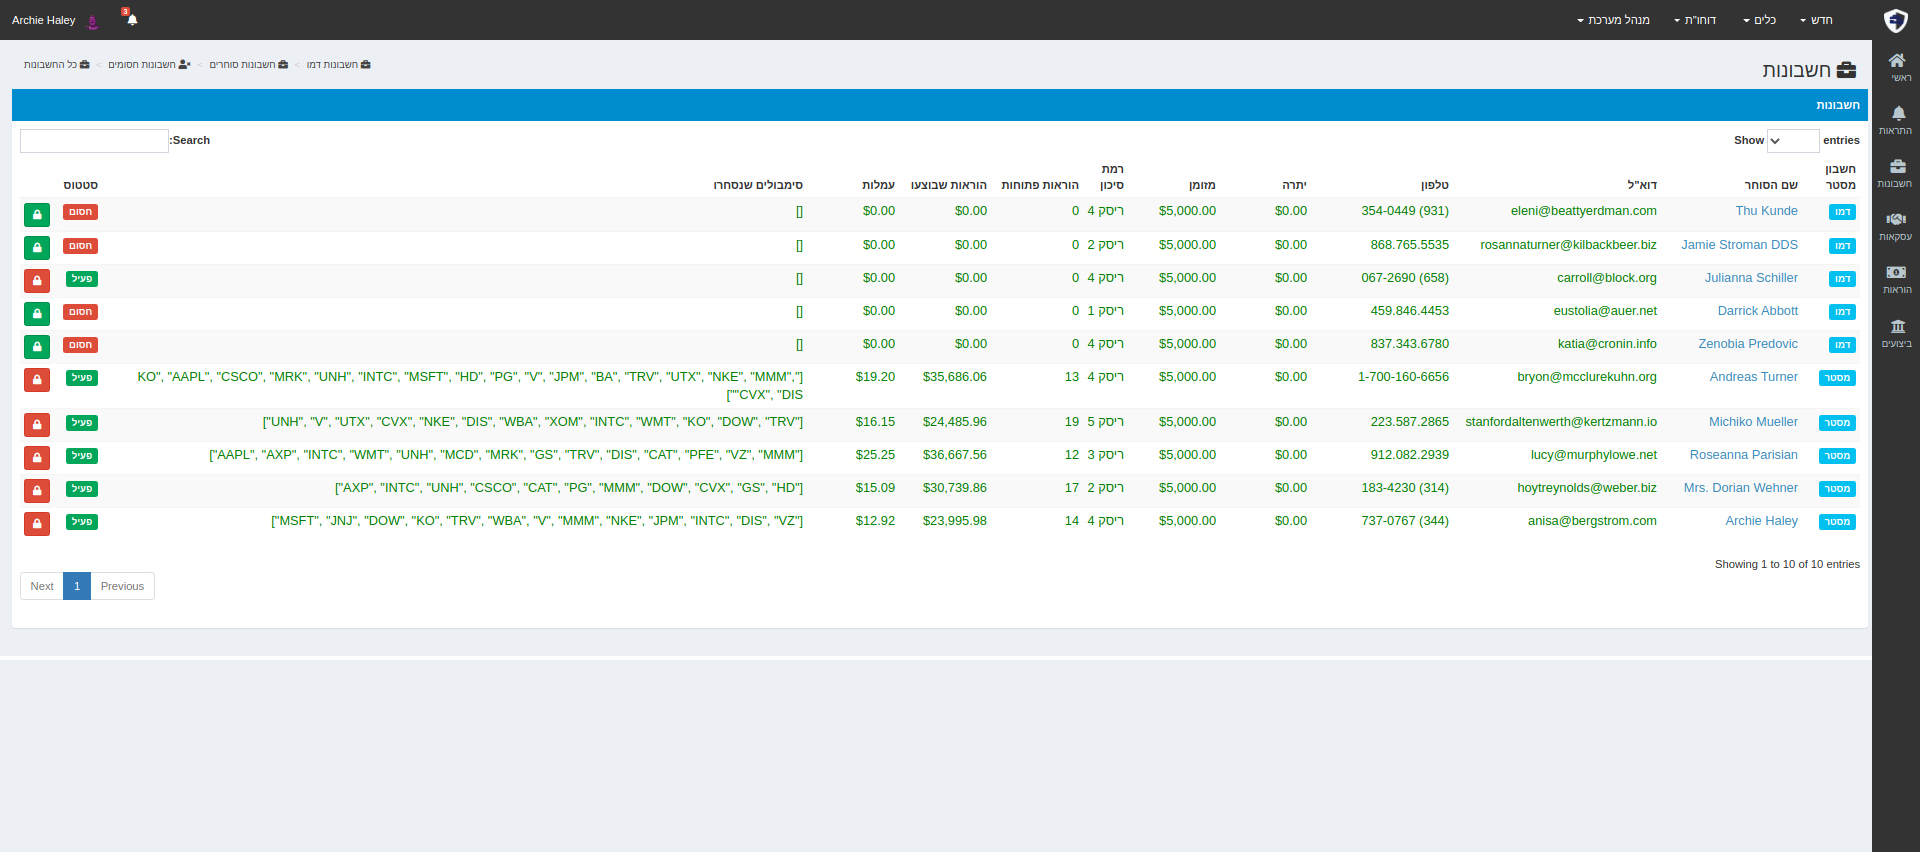 חדש
כלים
דוחו"ת
מנהל מערכת
3
Archie Haley
ראשי
התראות
חשבונות
עסקאות
הוראות
ביצועים
חשבונות
חשבונות דמו > חשבונות סוחרים > חשבונות חסומים > כל החשבונות
חשבונות
Show entries
Search:
חשבון מסטר שם הסוחר דוא"ל טלפון יתרה מזומן רמת סיכון הוראות פתוחות הוראות שבוצעו עמלות סימבולים שנסחרו סטטוס
דמו Thu Kunde eleni@beattyerdman.com 354-0449 (931) $0.00 $5,000.00 ריסק 4 0 $0.00 $0.00 [] חסום
דמו Jamie Stroman DDS rosannaturner@kilbackbeer.biz 868.765.5535 $0.00 $5,000.00 ריסק 2 0 $0.00 $0.00 [] חסום
דמו Julianna Schiller carroll@block.org 067-2690 (658) $0.00 $5,000.00 ריסק 4 0 $0.00 $0.00 [] פעיל
דמו Darrick Abbott eustolia@auer.net 459.846.4453 $0.00 $5,000.00 ריסק 1 0 $0.00 $0.00 [] חסום
דמו Zenobia Predovic katia@cronin.info 837.343.6780 $0.00 $5,000.00 ריסק 4 0 $0.00 $0.00 [] חסום
מסטר Andreas Turner bryon@mcclurekuhn.org 1-700-160-6656 $0.00 $5,000.00 ריסק 4 13 $35,686.06 $19.20 KO", "AAPL", "CSCO", "MRK", "UNH", "INTC", "MSFT", "HD", "PG", "V", "JPM", "BA", "TRV", "UTX", "NKE", "MMM","] פעיל
[""CVX", "DIS
מסטר Michiko Mueller stanfordaltenwerth@kertzmann.io 223.587.2865 $0.00 $5,000.00 ריסק 5 19 $24,485.96 $16.15 ["UNH", "V", "UTX", "CVX", "NKE", "DIS", "WBA", "XOM", "INTC", "WMT", "KO", "DOW", "TRV"] פעיל
מסטר Roseanna Parisian lucy@murphylowe.net 912.082.2939 $0.00 $5,000.00 ריסק 3 12 $36,667.56 $25.25 ["AAPL", "AXP", "INTC", "WMT", "UNH", "MCD", "MRK", "GS", "TRV", "DIS", "CAT", "PFE", "VZ", "MMM"] פעיל
מסטר Mrs. Dorian Wehner hoytreynolds@weber.biz 183-4230 (314) $0.00 $5,000.00 ריסק 2 17 $30,739.86 $15.09 ["AXP", "INTC", "UNH", "CSCO", "CAT", "PG", "MMM", "DOW", "CVX", "GS", "HD"] פעיל
מסטר Archie Haley anisa@bergstrom.com 737-0767 (344) $0.00 $5,000.00 ריסק 4 14 $23,995.98 $12.92 ["MSFT", "JNJ", "DOW", "KO", "TRV", "WBA", "V", "MMM", "NKE", "JPM", "INTC", "DIS", "VZ"] פעיל
Showing 1 to 10 of 10 entries
Previous 1 Next